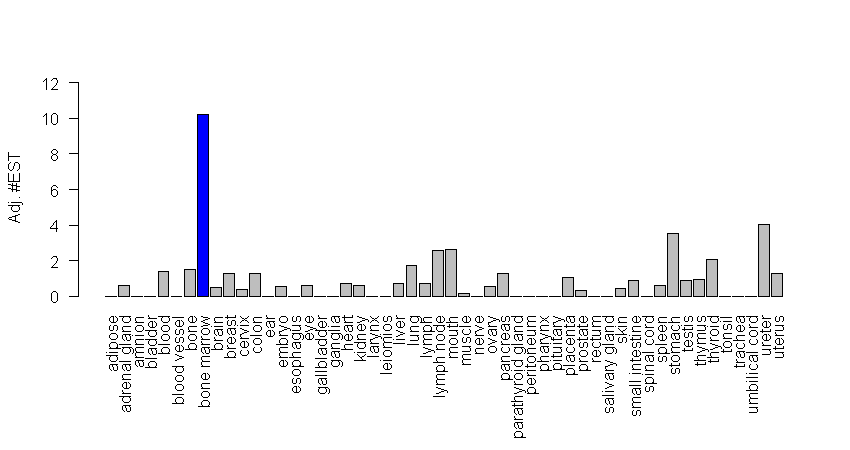 12
10
8
6
4
2
0
Adj. #EST
adipose
adrenal gland
amnion
bladder
blood
blood vessel
bone
bone marrow
brain
breast
cervix
colon
ear
embryo
esophagus
eye
gallbladder
ganglia
heart
kidney
larynx
leiomios
liver
lung
lymph
lymph node
mouth
muscle
nerve
ovary
pancreas
parathyroid gland
peritoneum
pharynx
pituitary
placenta
prostate
rectum
salivary gland
skin
small intestine
spinal cord
spleen
stomach
testis
thymus
thyroid
tonsil
trachea
umbilical cord
ureter
uterus